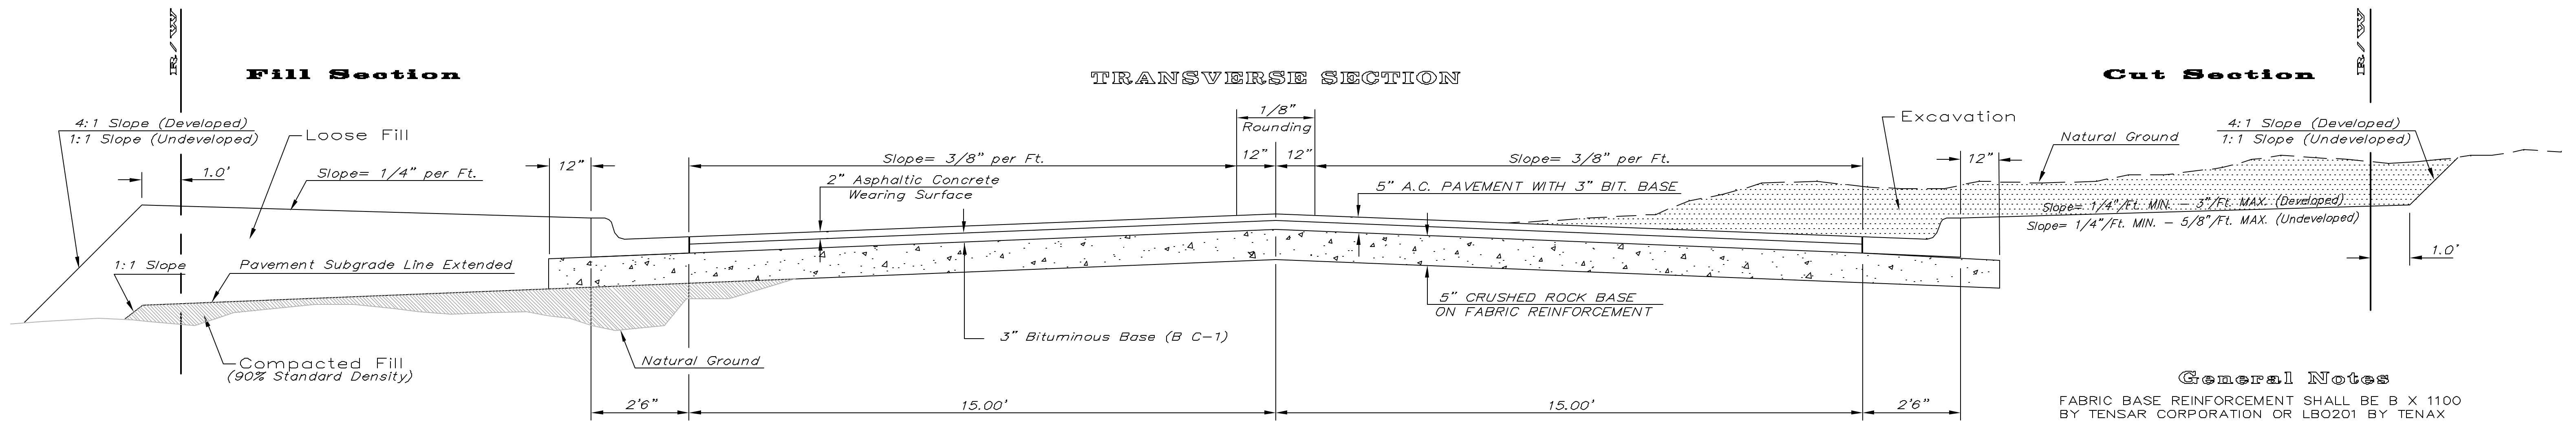 R/W
Fill Section
TRANSVERSE SECTION
Cut Section
R/W
4:1 Slope (Developed)
1:1 Slope (Undeveloped)
Loose Fill
1.0'
Slope= 1/4" per Ft.
12"
Slope= 3/8" per Ft.
1/8"
Rounding
12"
12"
Slope= 3/8" per Ft.
2" Asphaltic Concrete
Wearing Surface
5" A.C. PAVEMENT WITH 3" BIT. BASE
Excavation
Natural Ground
12"
4:1 Slope (Developed)
1:1 Slope (Undeveloped)
Slope= 1/4"/Ft. MIN. - 3"/Ft. MAX. (Developed)
Slope= 1/4"/Ft. MIN. - 5/8"/Ft. MAX. (Undeveloped)
1.0'
1:1 Slope
Pavement Subgrade Line Extended
5" CRUSHED ROCK BASE
ON FABRIC REINFORCEMENT
3" Bituminous Base (B C-1)
Natural Ground
Compacted Fill
(90% Standard Density)
2'6"
15.00'
15.00'
2'6"
General Notes
FABRIC BASE REINFORCEMENT SHALL BE B X 1100
BY TENSAR CORPORATION OR LBO201 BY TENAX